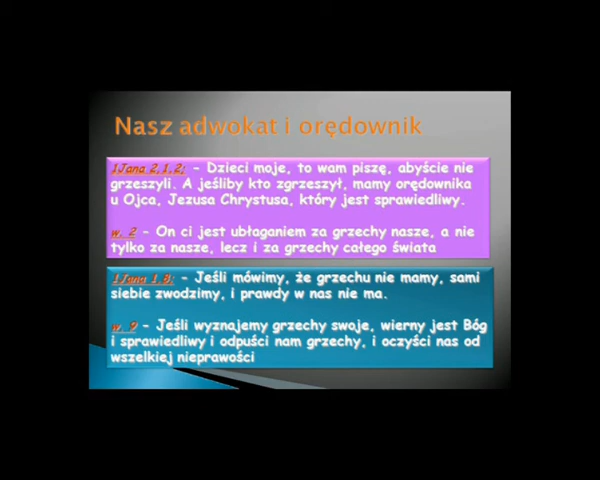 Nasz adwokat i orędownik
1Jana 2,1.2; - Dzieci moje, to wam piszę, abyście nie
grzeszyli. A jeśliby kto zgrzeszył, mamy orędownika
u Ojca, Jezusa Chrystusa, który jest sprawiedliwy.
w. 2 - On ci jest ubłaganiem za grzechy nasze, a nie
tylko za nasze, lecz i za grzechy całego świata
1Jana 1,8; - Jeśli mówimy, że grzechu nie mamy, sami
siebie zwodzimy, i prawdy w nas nie ma.
w. 9 - Jeśli wyznajemy grzechy swoje, wierny jest Bóg
i sprawiedliwy i odpuści nam grzechy, i oczyści nas od
wszelkiej nieprawości